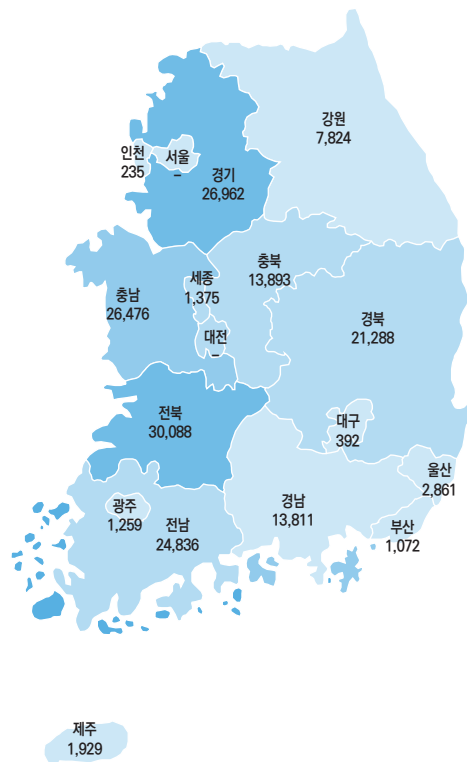 강원
7,824
인천
235
서울
–
경기
26,962
충북
13,893
세종
1,375
충남
26,476
대전
–
경북
21,288
전북
30,088
대구
392
울산
2,861
광주
1,259
전남
24,836
경남
13,811
부산
1,072
제주
1,929